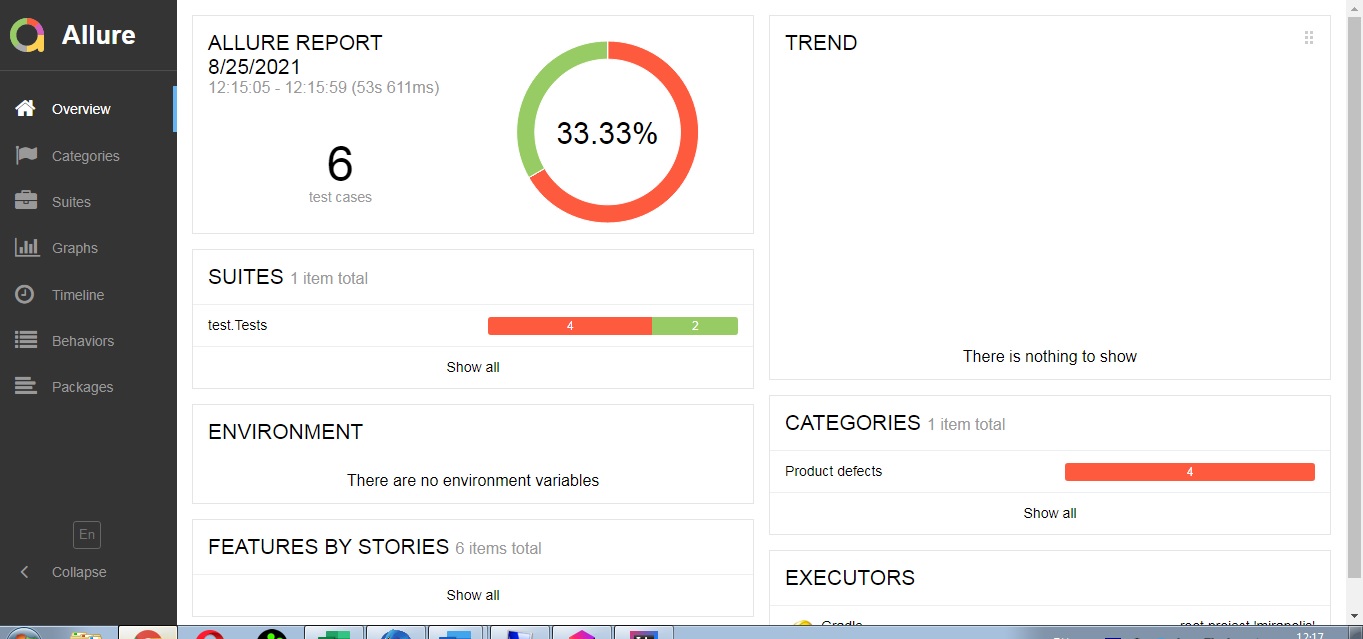 Allure
Overview
Categories
Suites
Graphs
Timeline
Behaviors
Packages
En
Collapse
ALLURE REPORT
8/25/2021
12:15:05 - 12:15:59 (53s 611ms)
6
test cases
33.33%
SUITES 1 item total
test.Tests 4 2
Show all
ENVIRONMENT
There are no environment variables
FEATURES BY STORIES 6 items total
Show all
TREND
There is nothing to show
CATEGORIES 1 item total
Product defects 4
Show all
EXECUTORS
Gradle
12:17